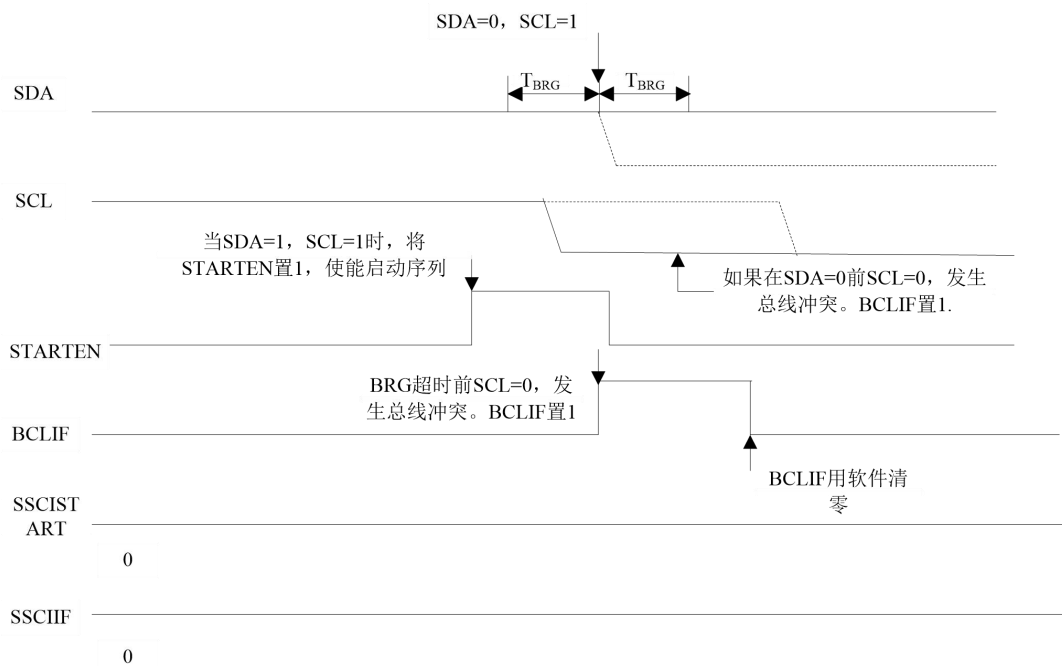 SDA=0，SCL=1
T_BRG T_BRG
SDA
SCL
当SDA=1，SCL=1时，将
STARTEN置1，使能启动序列
如果在SDA=0前SCL=0，发生
总线冲突。BCLIF置1.
STARTEN
BRG超时前SCL=0，发
生总线冲突。BCLIF置1
BCLIF
BCLIF用软件清
零
SSCIST
ART
0
SSCIIF
0